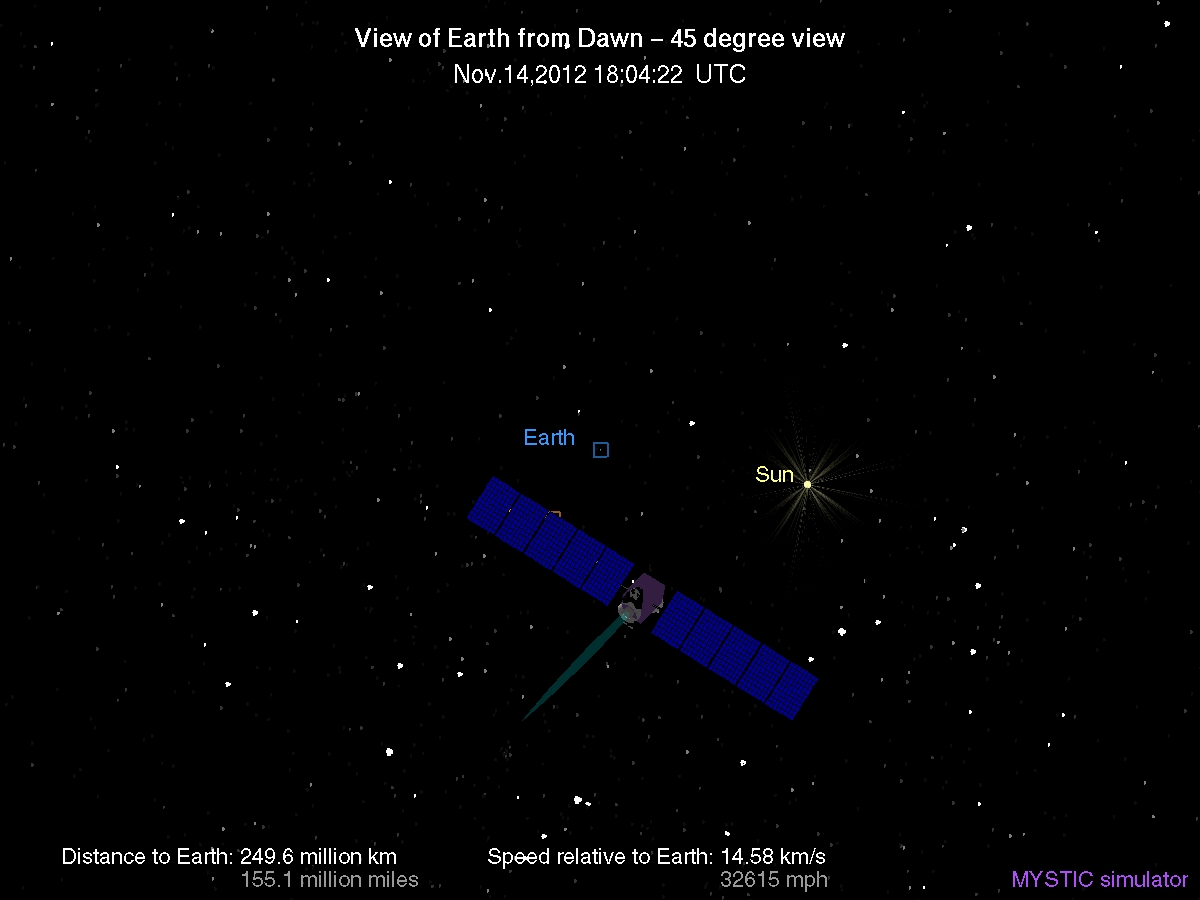 View of Earth from Dawn – 45 degree view
Nov.14,2012 18:04:22 UTC
Earth
Sun
Distance to Earth: 249.6 million km
155.1 million miles
Speed relative to Earth: 14.58 km/s
32615 mph
MYSTIC simulator